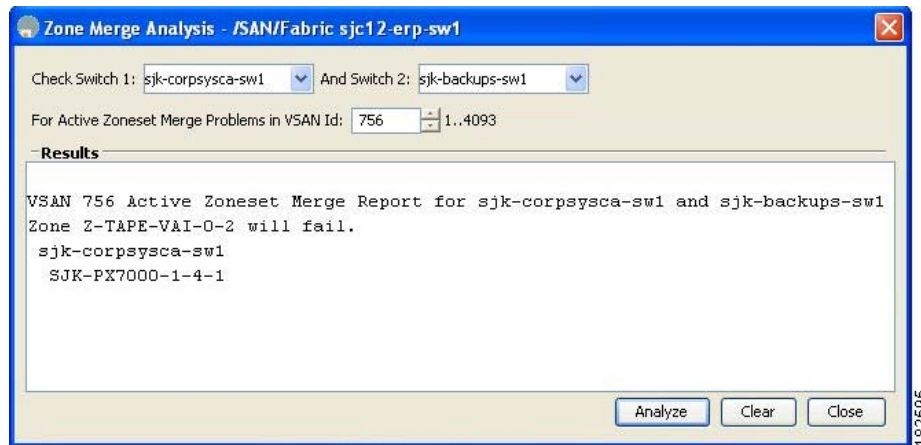 Zone Merge Analysis - /SAN/Fabric sjc12-erp-sw1
Check Switch 1: sjk-corpsysca-sw1 And Switch 2: sjk-backups-sw1
For Active Zoneset Merge Problems in VSAN Id: 756 1..4093
Results
VSAN 756 Active Zoneset Merge Report for sjk-corpsysca-sw1 and sjk-backups-sw1
Zone Z-TAPE-VAI-O-2 will fail.
sjk-corpsysca-sw1
SJK-PX7000-1-4-1
Analyze Clear Close